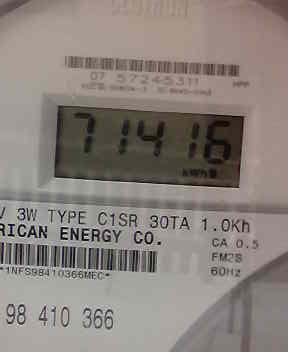 07 57245311
71416
V 3W TYPE C1SR 30TA 1.0Kh
RICAN ENERGY CO. CA 0.5
FM2S
*1NFS98410366MEC* 60Hz
98 410 366